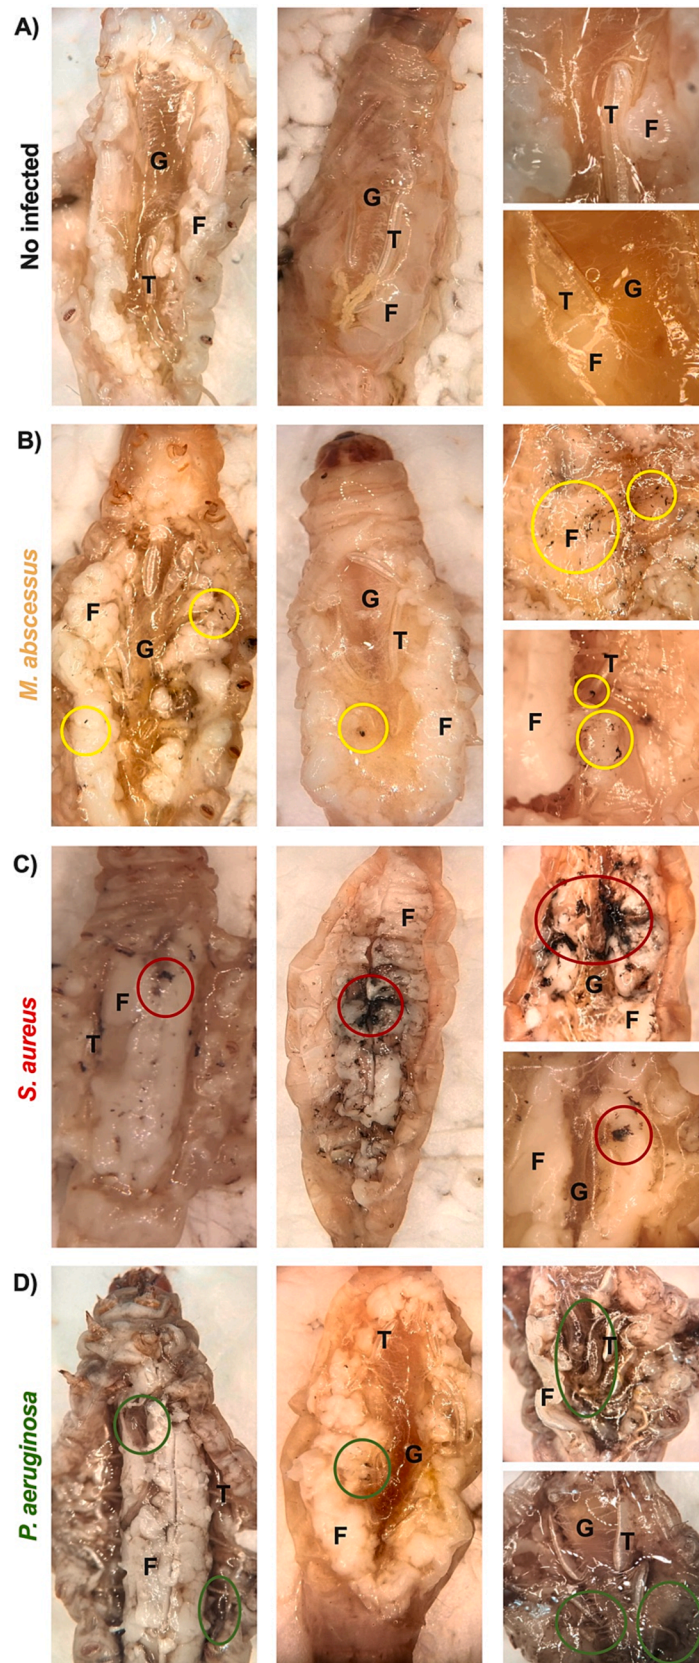 A)
No infected
G
F
T
G
T
F
T
F
T
G
F
B)
M. abscessus
F
G
G
T
F
F
T
F
C)
S. aureus
F
T
F
G
F
F
G
D)
P. aeruginosa
T
F
T
G
F
T
F
G
T